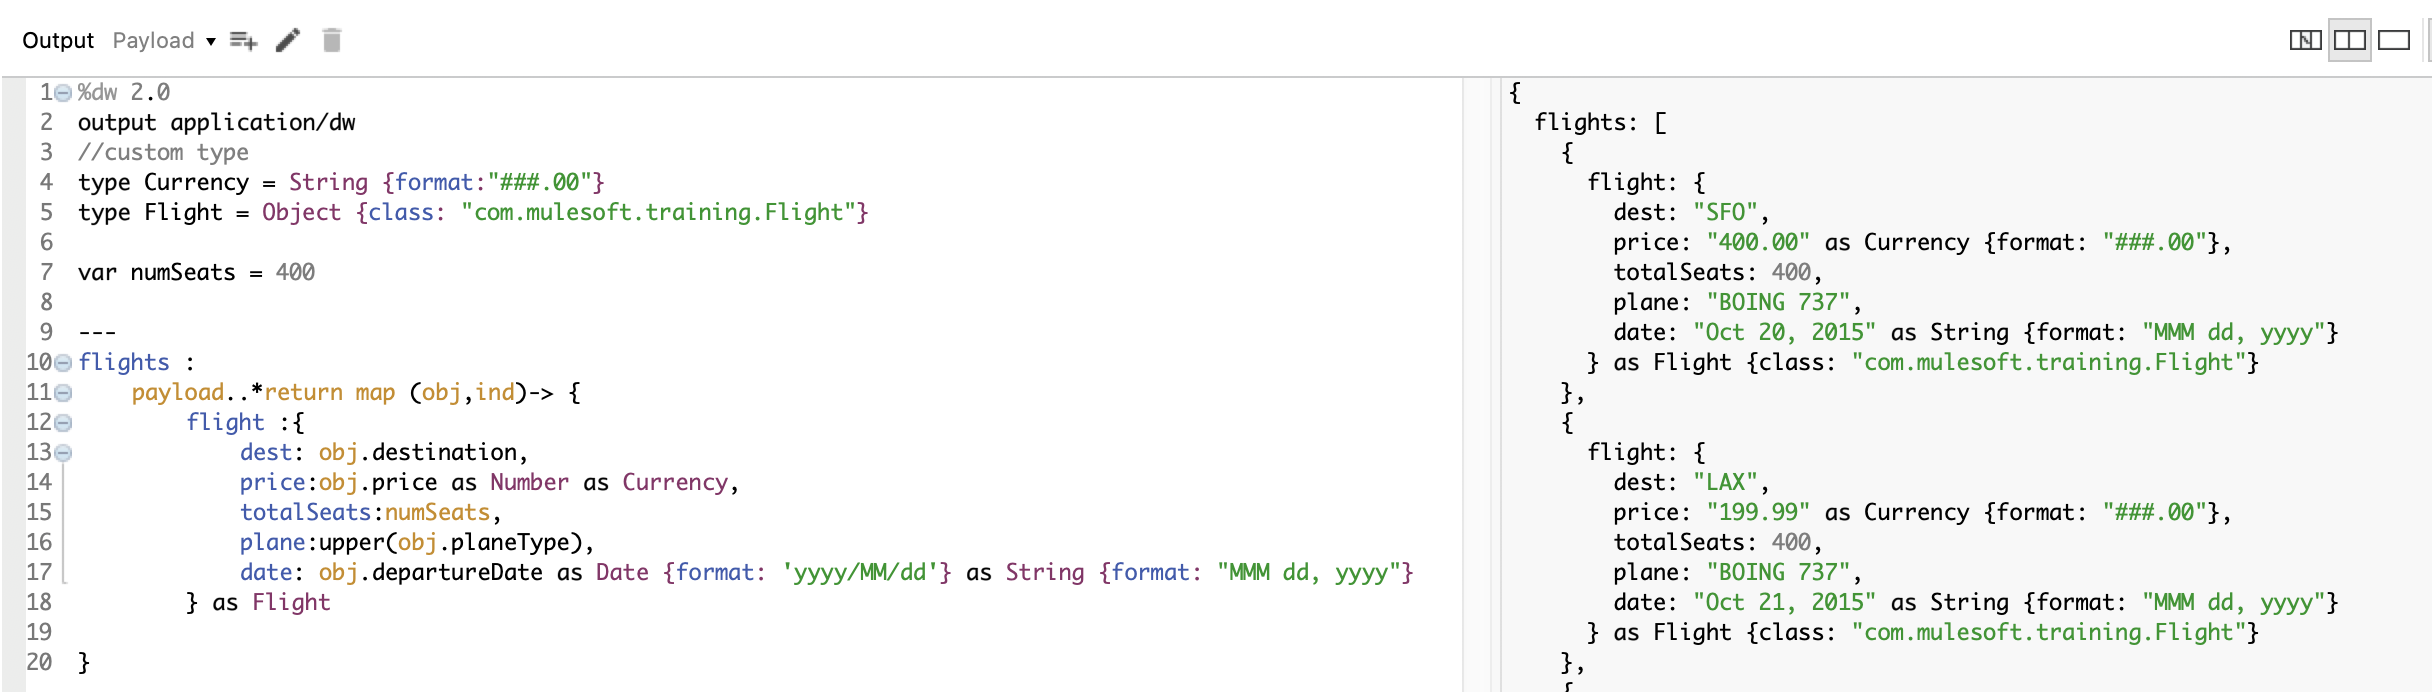 Output Payload
1 %dw 2.0
2 output application/dw
3 //custom type
4 type Currency = String {format:"###.00"}
5 type Flight = Object {class: "com.mulesoft.training.Flight"}
6
7 var numSeats = 400
8
9 ---
10 flights :
11 payload..*return map (obj,ind)-> {
12 flight :{
13 dest: obj.destination,
14 price:obj.price as Number as Currency,
15 totalSeats:numSeats,
16 plane:upper(obj.planeType),
17 date: obj.departureDate as Date {format: 'yyyy/MM/dd'} as String {format: "MMM dd, yyyy"}
18 } as Flight
19
20 }
{
flights: [
{
flight: {
dest: "SFO",
price: "400.00" as Currency {format: "###.00"},
totalSeats: 400,
plane: "BOING 737",
date: "Oct 20, 2015" as String {format: "MMM dd, yyyy"}
} as Flight {class: "com.mulesoft.training.Flight"}
},
{
flight: {
dest: "LAX",
price: "199.99" as Currency {format: "###.00"},
totalSeats: 400,
plane: "BOING 737",
date: "Oct 21, 2015" as String {format: "MMM dd, yyyy"}
} as Flight {class: "com.mulesoft.training.Flight"}
},
{